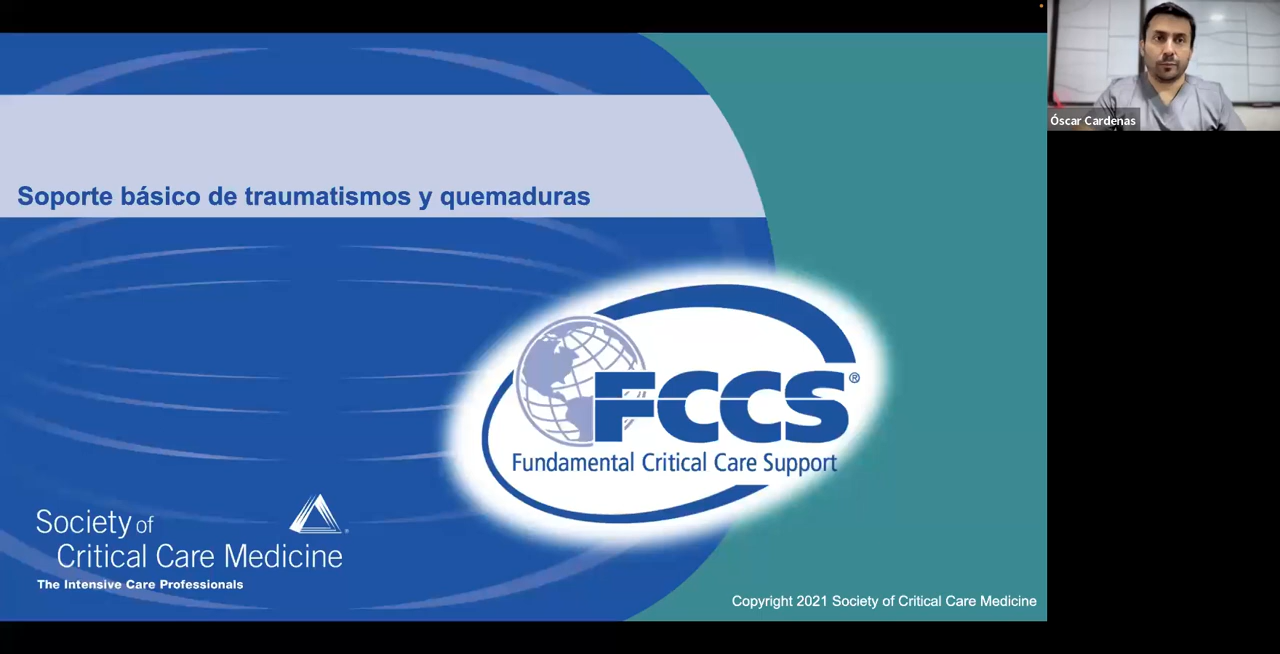 Óscar Cardenas
Soporte básico de traumatismos y quemaduras
FCCS®
Fundamental Critical Care Support
Society of
Critical Care Medicine
The Intensive Care Professionals
Copyright 2021 Society of Critical Care Medicine